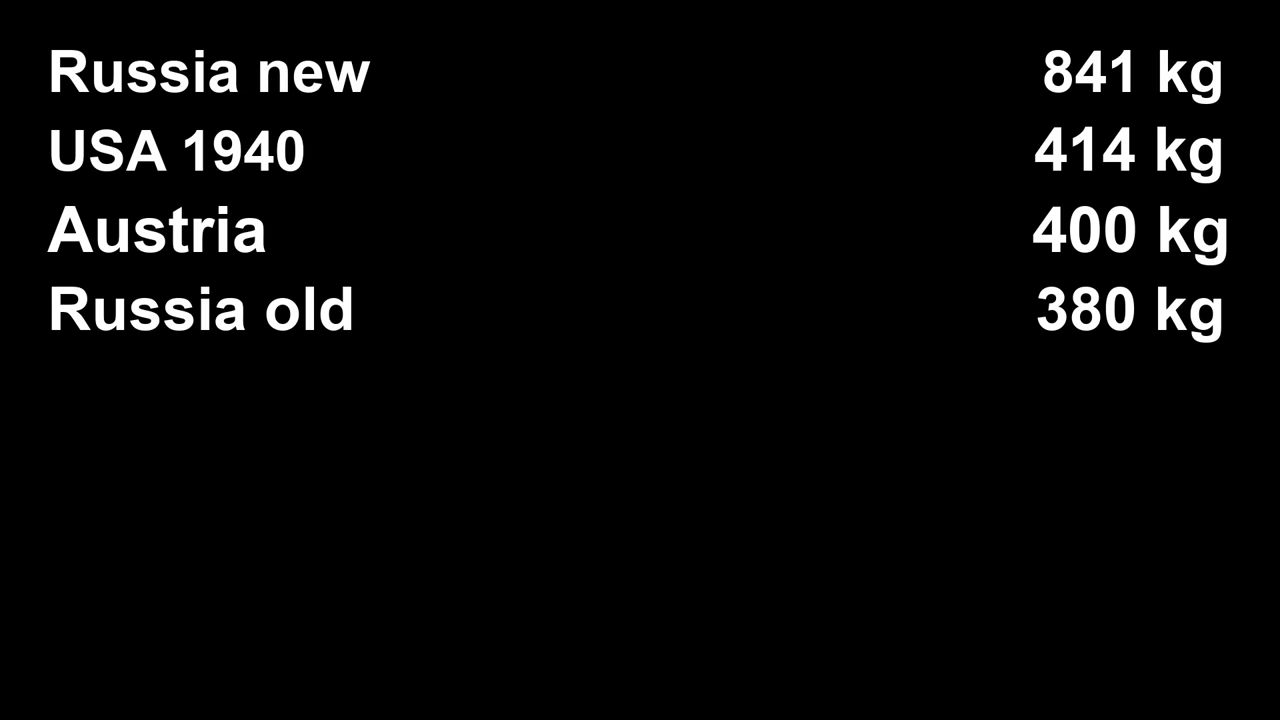 Russia new 841 kg
USA 1940 414 kg
Austria 400 kg
Russia old 380 kg